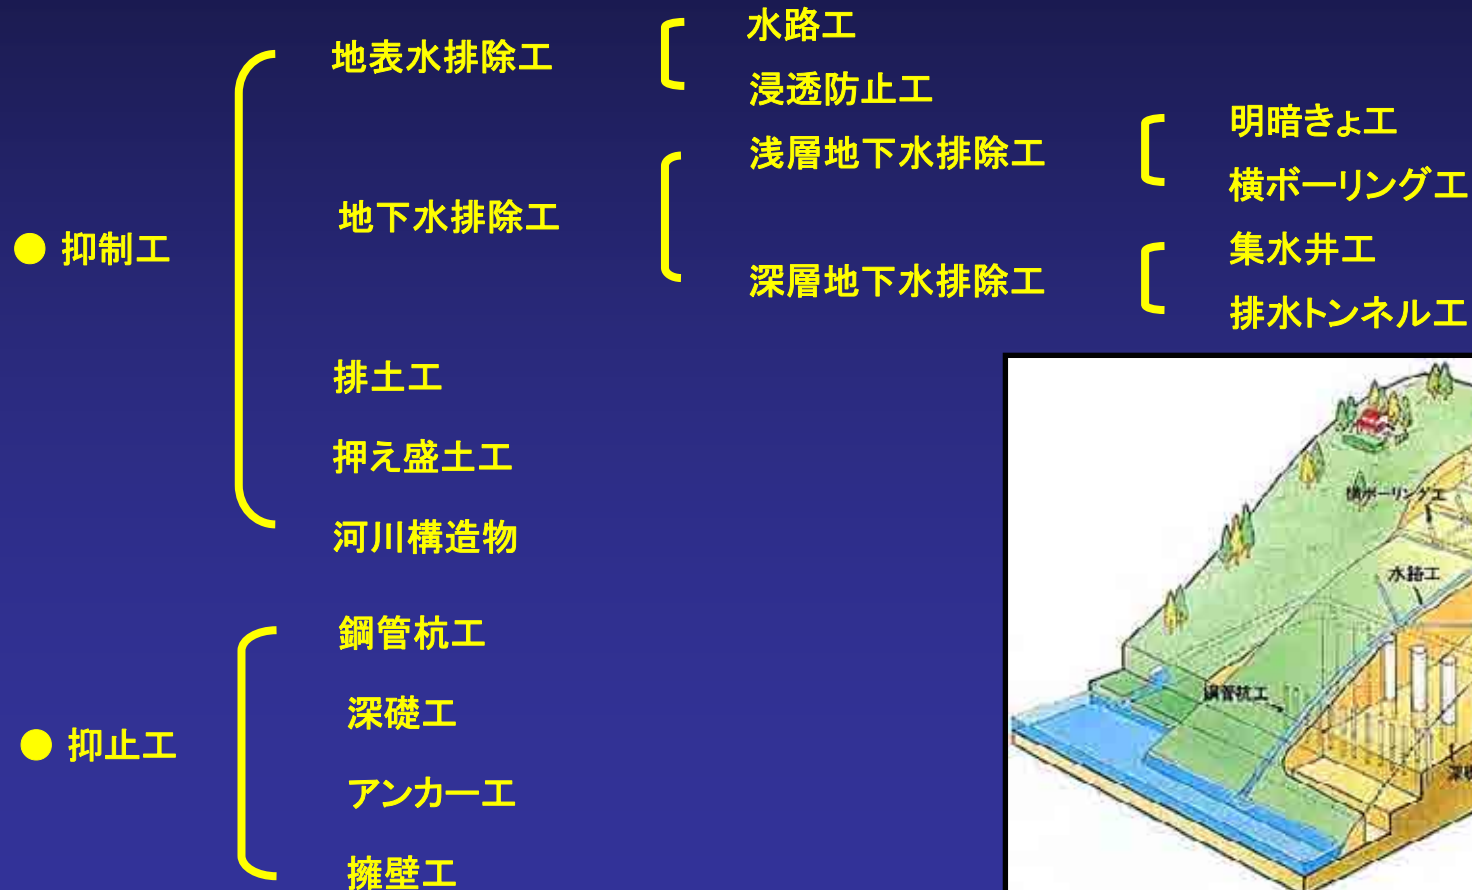 水路工
地表水排除工
浸透防止工
明暗きょ工
浅層地下水排除工
横ボーリング工
地下水排除工
● 抑制工
集水井工
深層地下水排除工
排水トンネル工
排土工
押え盛土工
河川構造物
鋼管杭工
深礎工
● 抑止工
アンカー工
擁壁工
横ボーリング工
水路工
鋼管杭工